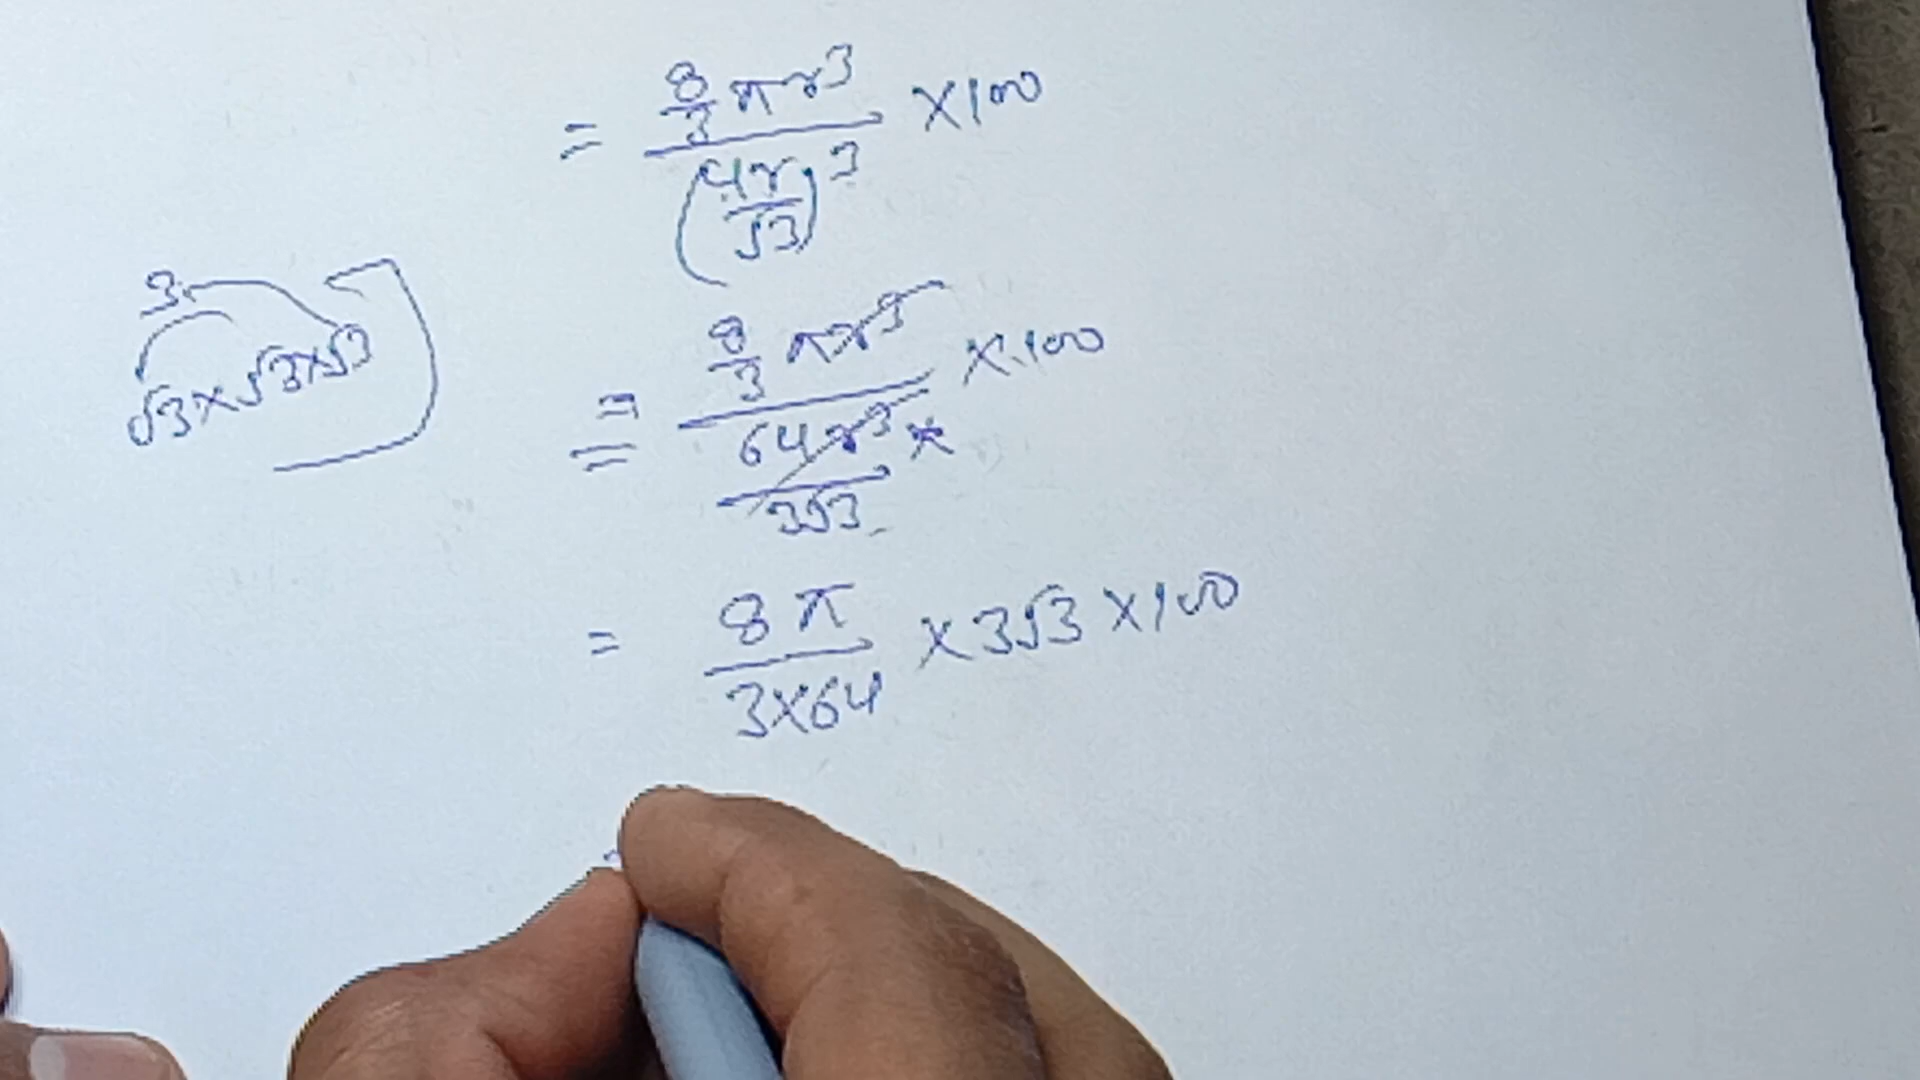 = 8/3 πr³ / (4r/√3)³ ×100
3
√3×√3×√3
= 8/3 πr³ / 64r³/3√3 × ×100
=
= 8π / 3×64 ×3√3×100